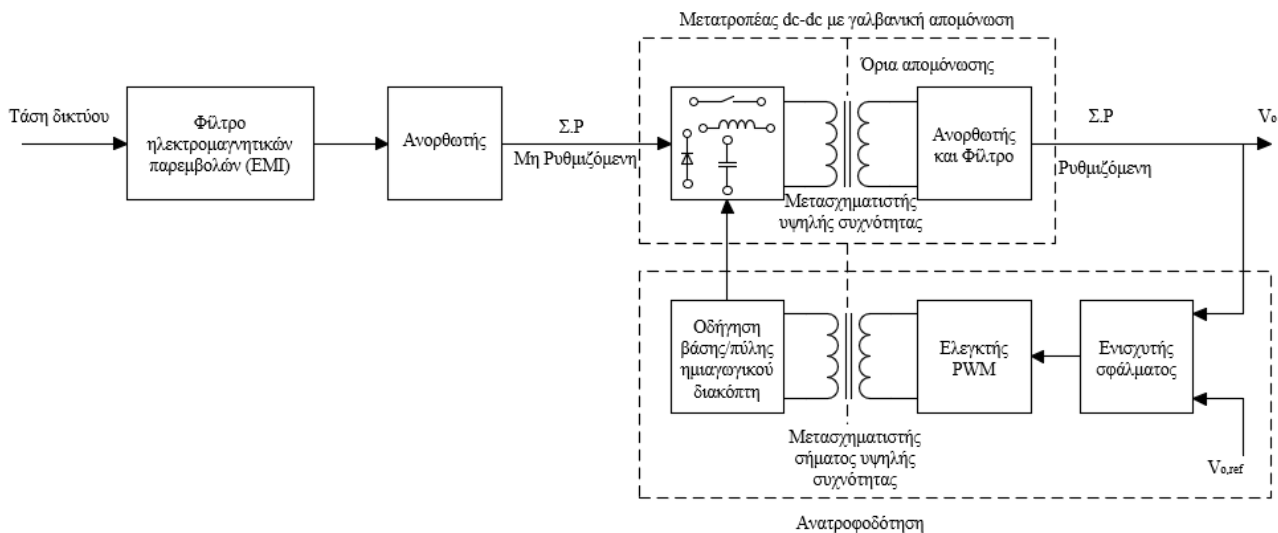 Μετατροπέας dc-dc με γαλβανική απομόνωση
Όρια απομόνωσης
Τάση δικτύου
Φίλτρο
ηλεκτρομαγνητικών
παρεμβολών (EMI)
Ανορθωτής
Σ.Ρ
Μη Ρυθμιζόμενη
Ανορθωτής
και Φίλτρο
Σ.Ρ
Ρυθμιζόμενη
Vo
Μετασχηματιστής
υψηλής συχνότητας
Οδήγηση
βάσης/πύλης
ημιαγωγικού
διακόπτη
Ελεγκτής
PWM
Ενισχυτής
σφάλματος
Μετασχηματιστής
σήματος υψηλής
συχνότητας
Vo,ref
Ανατροφοδότηση